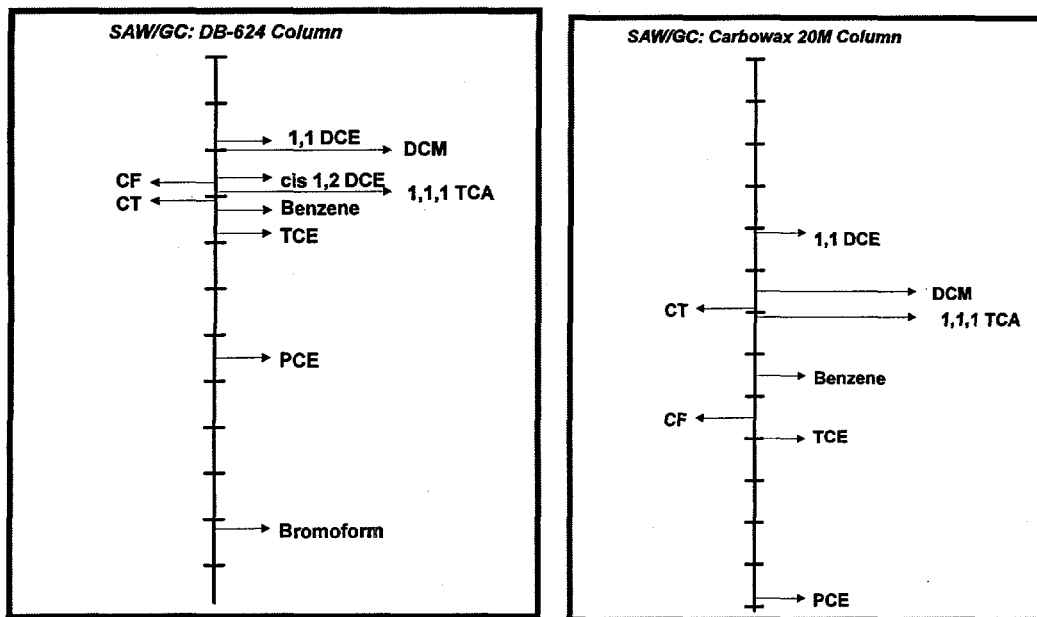 SAW/GC: DB-624 Column
1,1 DCE
DCM
CF
cis 1,2 DCE
1,1,1 TCA
CT
Benzene
TCE
PCE
Bromoform
SAW/GC: Carbowax 20M Column
1,1 DCE
DCM
CT
1,1,1 TCA
Benzene
CF
TCE
PCE